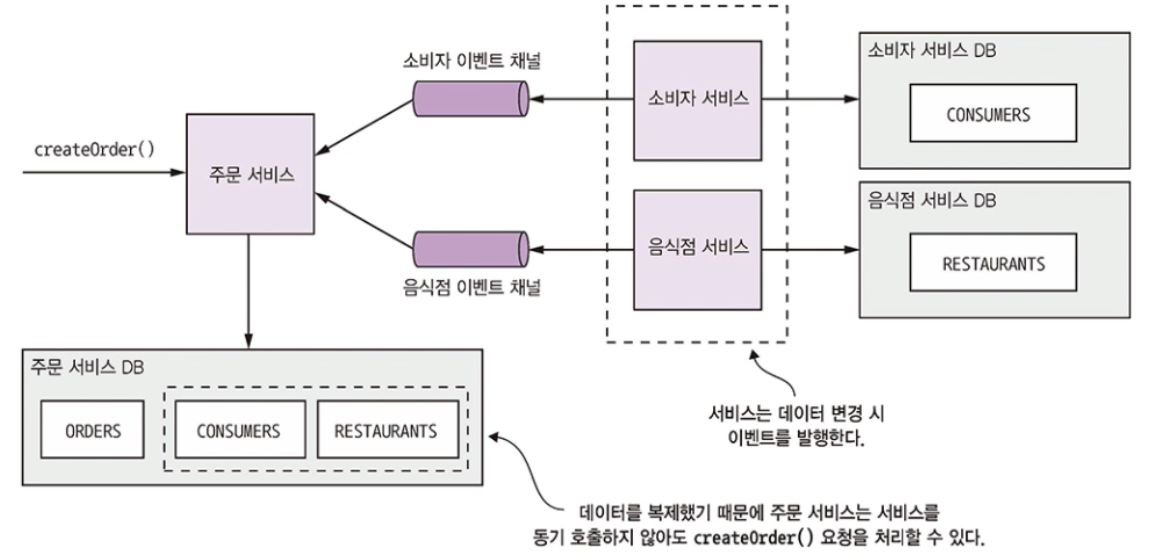 소비자 이벤트 채널
소비자 서비스
소비자 서비스 DB
CONSUMERS
createOrder()
주문 서비스
음식점 서비스
음식점 서비스 DB
RESTAURANTS
음식점 이벤트 채널
주문 서비스 DB
ORDERS
CONSUMERS
RESTAURANTS
서비스는 데이터 변경 시
이벤트를 발행한다.
데이터를 복제했기 때문에 주문 서비스는 서비스를
동기 호출하지 않아도 createOrder() 요청을 처리할 수 있다.